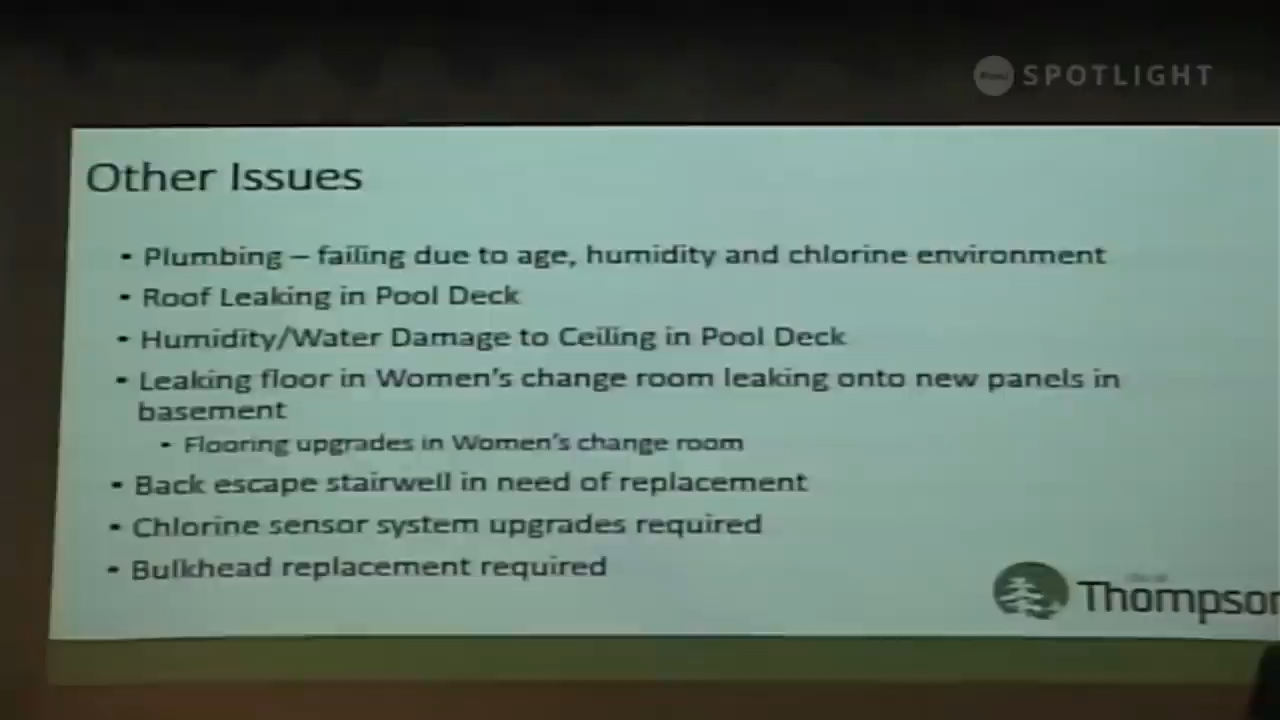 SPOTLIGHT
Other Issues
• Plumbing – failing due to age, humidity and chlorine environment
• Roof Leaking in Pool Deck
• Humidity/Water Damage to Ceiling in Pool Deck
• Leaking floor in Women's change room leaking onto new panels in
basement
• Flooring upgrades in Women's change room
• Back escape stairwell in need of replacement
• Chlorine sensor system upgrades required
• Bulkhead replacement required